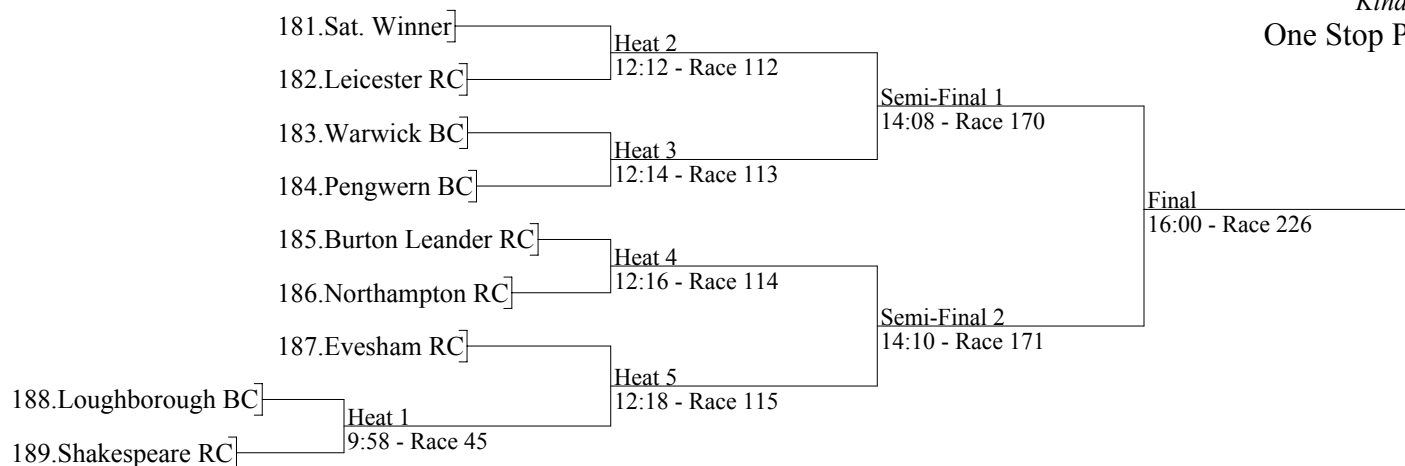 181.Sat. Winner
Heat 2
One Stop P
182.Leicester RC
12:12 - Race 112
Semi-Final 1
183.Warwick BC
14:08 - Race 170
Heat 3
12:14 - Race 113
184.Pengwern BC
Final
16:00 - Race 226
185.Burton Leander RC
Heat 4
12:16 - Race 114
186.Northampton RC
Semi-Final 2
14:10 - Race 171
187.Evesham RC
Heat 5
12:18 - Race 115
188.Loughborough BC
Heat 1
9:58 - Race 45
189.Shakespeare RC